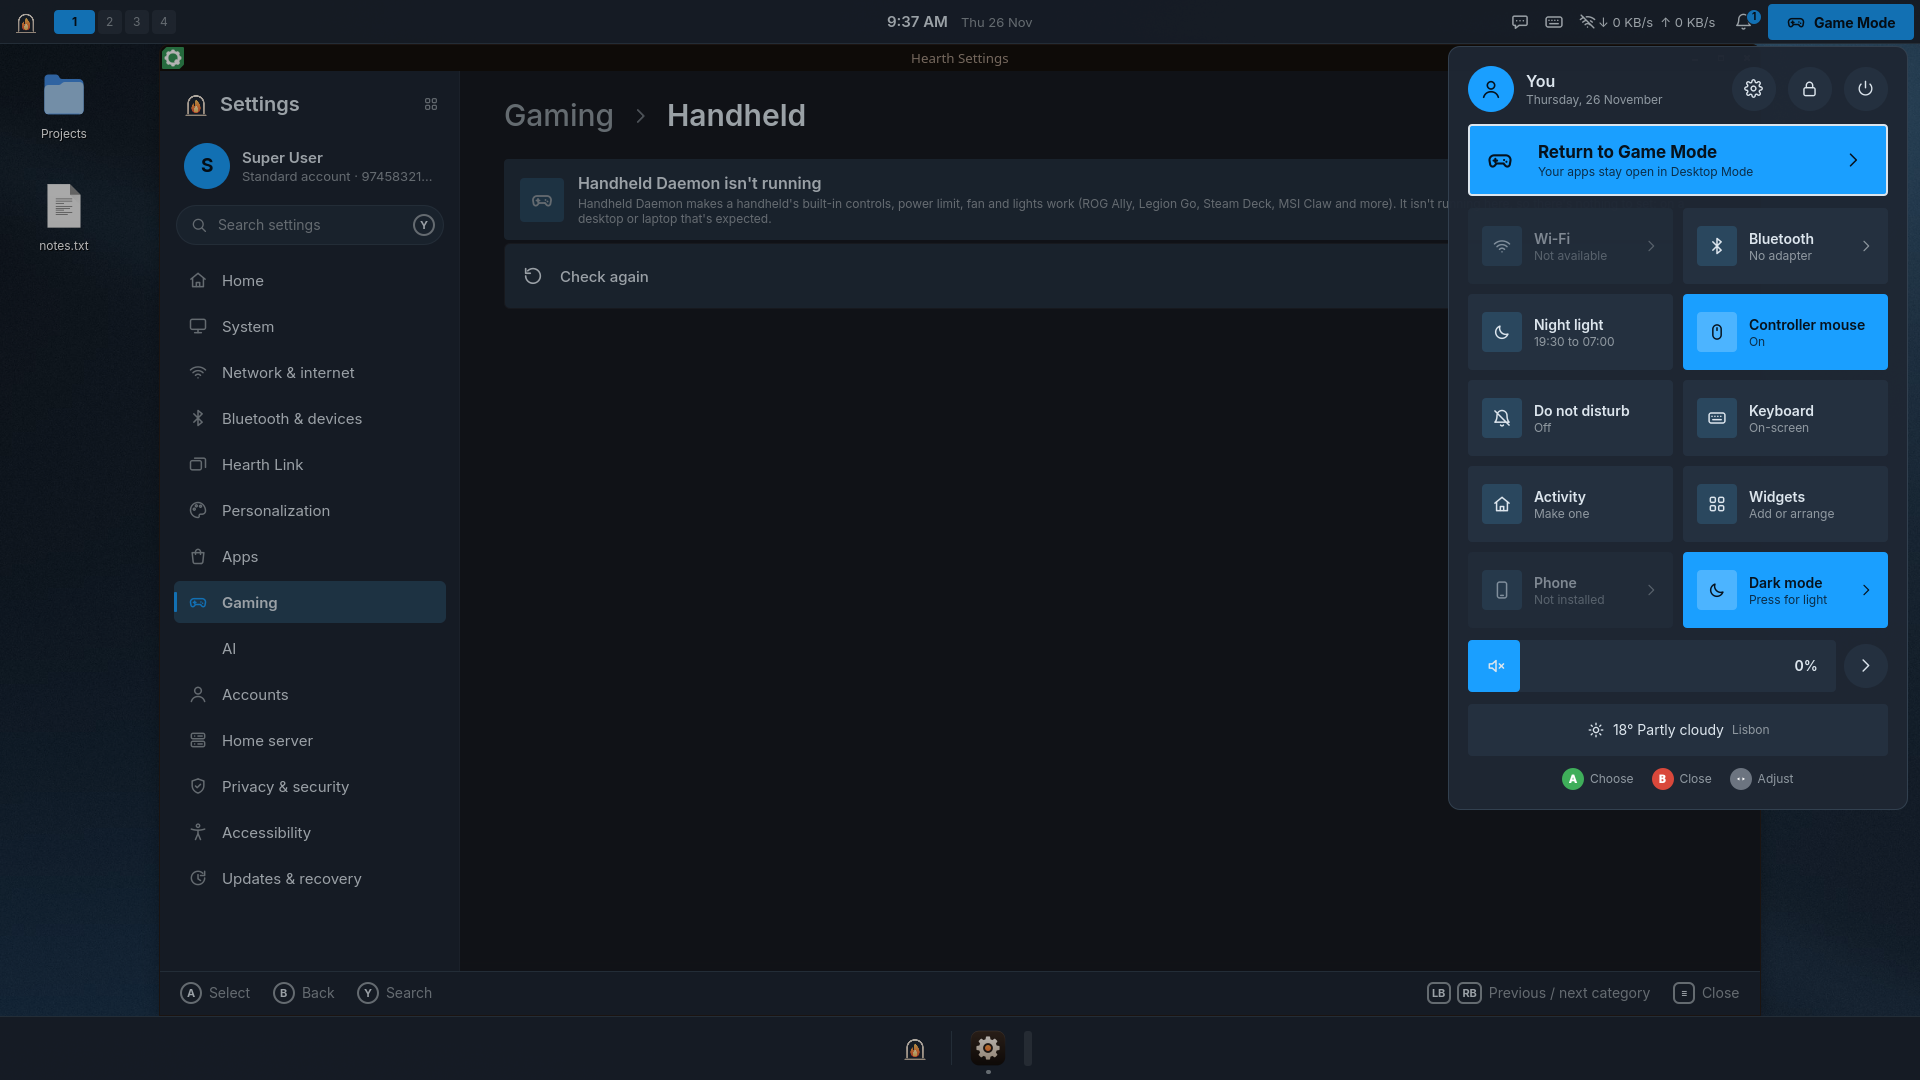 1 2 3 4
9:37 AM Thu 26 Nov
↓ 0 KB/s ↑ 0 KB/s
1
Game Mode
Projects
notes.txt
Hearth Settings
Settings
S
Super User
Standard account · 97458321...
Search settings Y
Home
System
Network & internet
Bluetooth & devices
Hearth Link
Personalization
Apps
Gaming
AI
Accounts
Home server
Privacy & security
Accessibility
Updates & recovery
Gaming > Handheld
Handheld Daemon isn't running
Handheld Daemon makes a handheld's built-in controls, power limit, fan and lights work (ROG Ally, Legion Go, Steam Deck, MSI Claw and more). It isn't ru
desktop or laptop that's expected.
Check again
A Select B Back Y Search
LB RB Previous / next category ≡ Close
You
Thursday, 26 November
Return to Game Mode
Your apps stay open in Desktop Mode
Wi-Fi
Not available
Bluetooth
No adapter
Night light
19:30 to 07:00
Controller mouse
On
Do not disturb
Off
Keyboard
On-screen
Activity
Make one
Widgets
Add or arrange
Phone
Not installed
Dark mode
Press for light
0%
18° Partly cloudy Lisbon
A Choose B Close Adjust